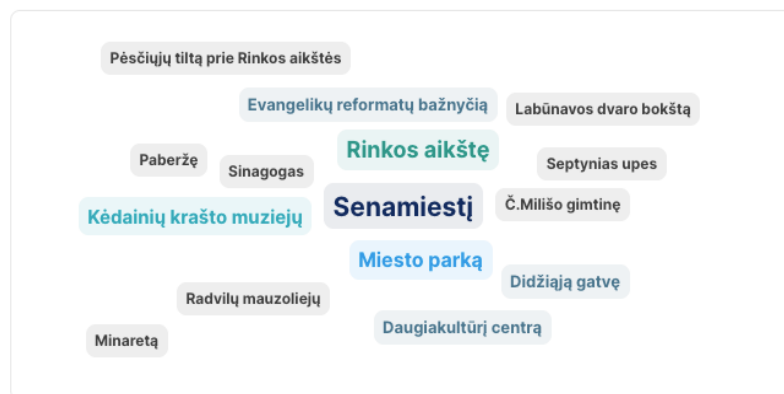 Pėsčiųjų tiltą prie Rinkos aikštės
Evangelikų reformatų bažnyčią
Labūnavos dvaro bokštą
Rinkos aikštę
Paberžę
Sinagogas
Septynias upes
Senamiestį
Č.Milišo gimtinę
Kėdainių krašto muziejų
Miesto parką
Didžiąją gatvę
Radvilų mauzoliejų
Daugiakultūrį centrą
Minaretą